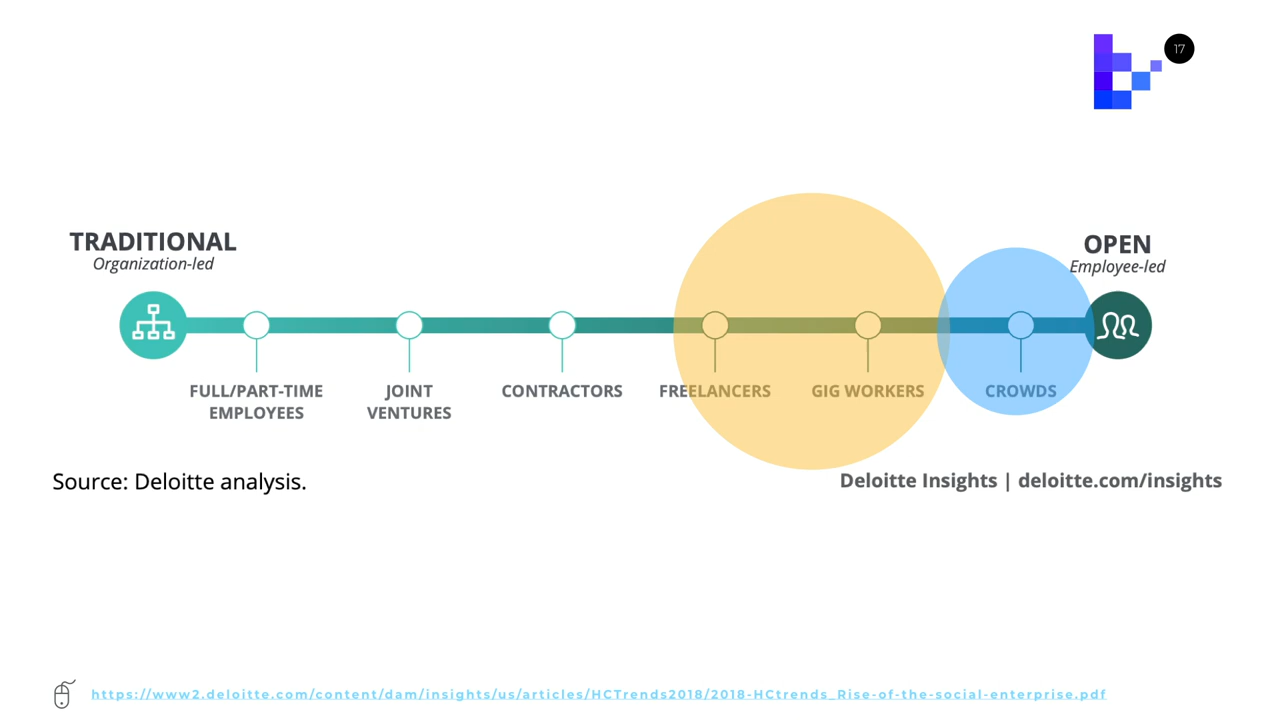 17
TRADITIONAL
Organization-led
OPEN
Employee-led
FULL/PART-TIME
EMPLOYEES
JOINT
VENTURES
CONTRACTORS
FREELANCERS
GIG WORKERS
CROWDS
Source: Deloitte analysis.
Deloitte Insights | deloitte.com/insights
https://www2.deloitte.com/content/dam/insights/us/articles/HCTrends2018/2018-HCtrends_Rise-of-the-social-enterprise.pdf